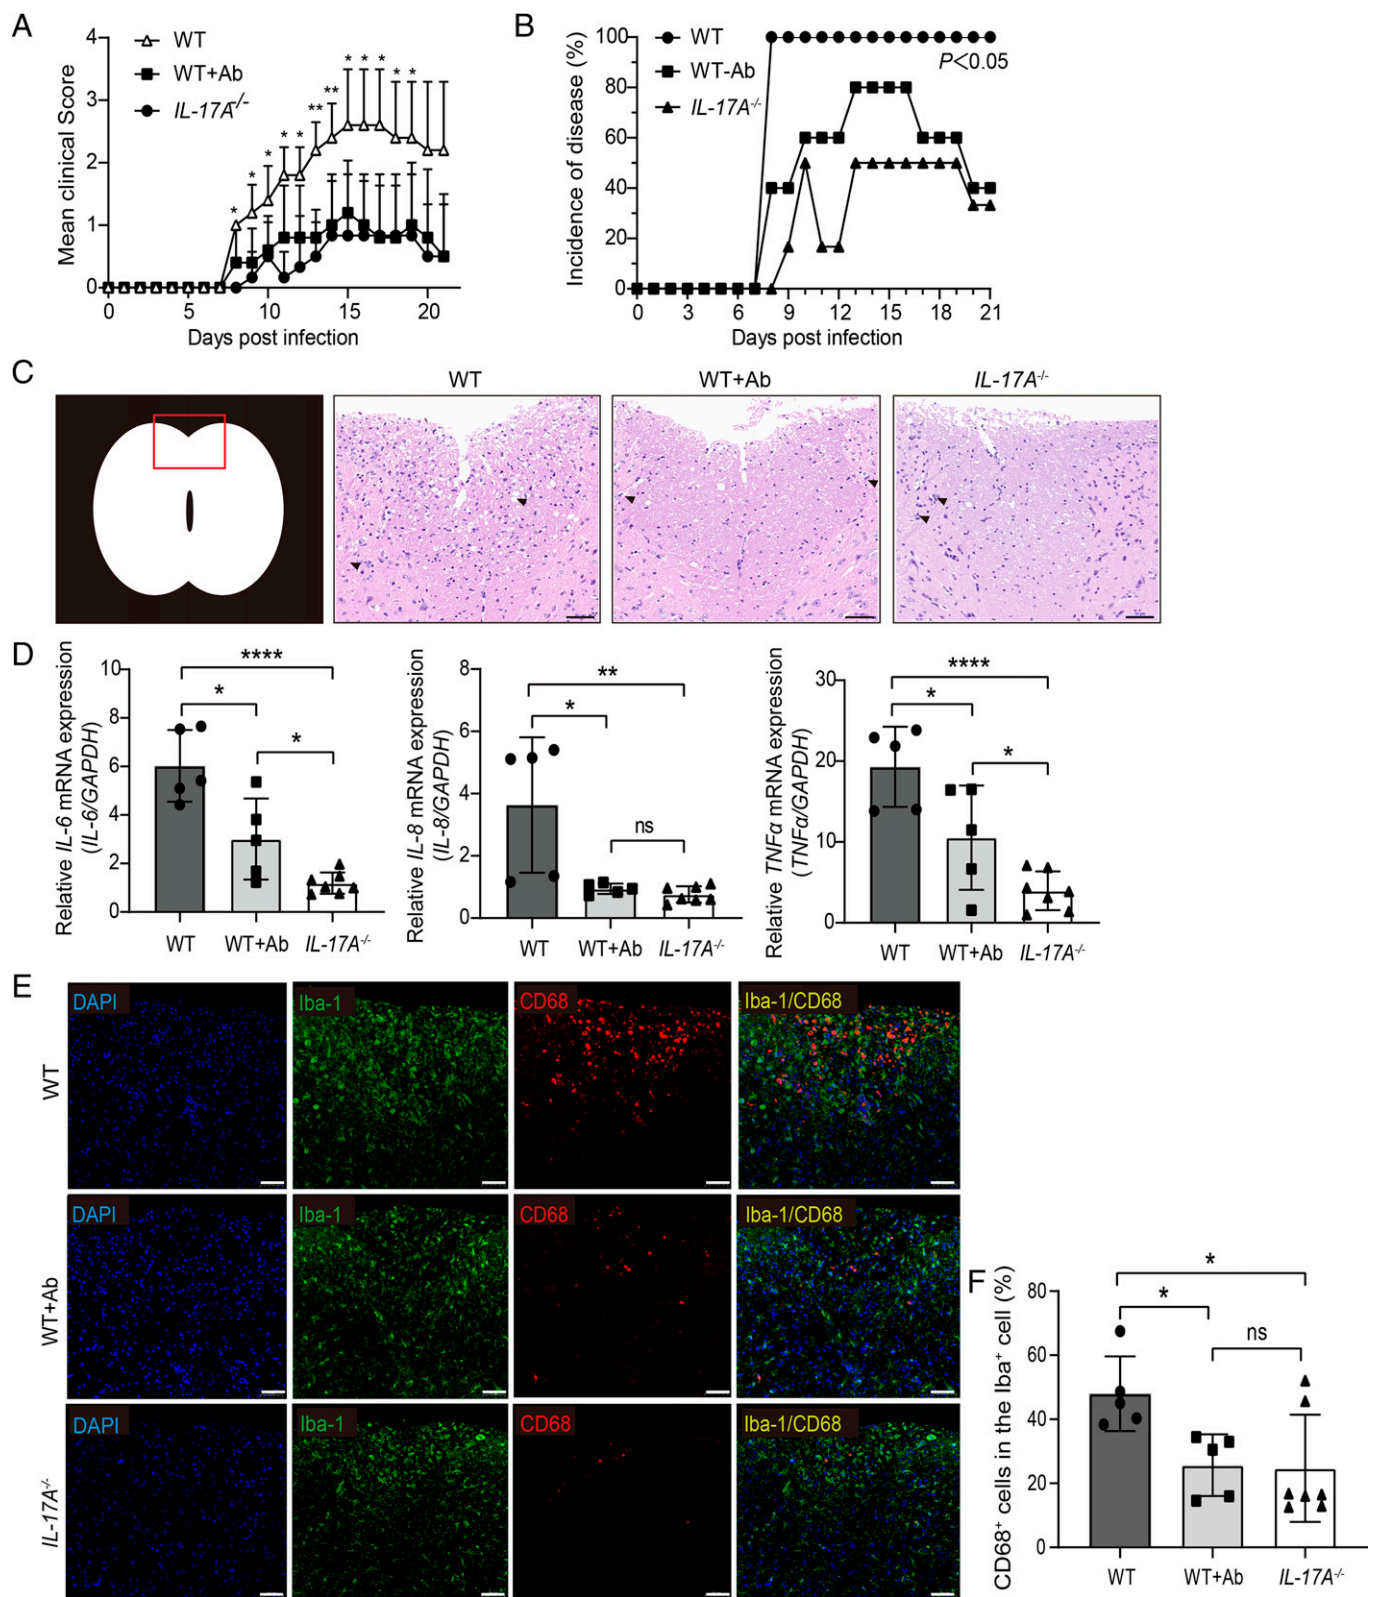 A
WT
WT+Ab
IL-17A-/-
Mean clinical Score
4
3
2
1
0
* * * * * ** ** * * * * *
0 5 10 15 20
Days post infection
B
WT
WT-Ab
IL-17A-/-
P<0.05
Incidence of disease (%)
100
80
60
40
20
0
0 3 6 9 12 15 18 21
Days post infection
C
WT WT+Ab IL-17A-/-
D
Relative IL-6 mRNA expression
(IL-6/GAPDH)
10
8
6
4
2
0
****
*
*
WT WT+Ab IL-17A-/-
Relative IL-8 mRNA expression
(IL-8/GAPDH)
8
6
4
2
0
**
*
ns
WT WT+Ab IL-17A-/-
Relative TNFα mRNA expression
(TNFα/GAPDH)
30
20
10
0
****
*
*
WT WT+Ab IL-17A-/-
E
WT
DAPI Iba-1 CD68 Iba-1/CD68
WT+Ab
DAPI Iba-1 CD68 Iba-1/CD68
IL-17A-/-
DAPI Iba-1 CD68 Iba-1/CD68
F
CD68+ cells in the Iba+ cell (%)
80
60
40
20
0
*
*
ns
WT WT+Ab IL-17A-/-